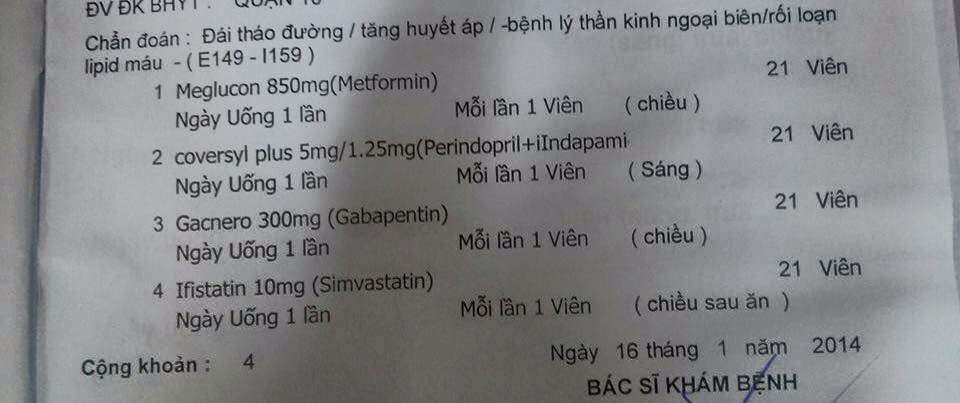 ĐV ĐK BHYT : QUẬN 10
Chẩn đoán : Đái tháo đường / tăng huyết áp / -bệnh lý thần kinh ngoại biên/rối loạn
lipid máu - ( E149 - I159 )
1 Meglucon 850mg(Metformin) 21 Viên
Ngày Uống 1 lần Mỗi lần 1 Viên ( chiều )
2 coversyl plus 5mg/1.25mg(Perindopril+iIndapami 21 Viên
Ngày Uống 1 lần Mỗi lần 1 Viên ( Sáng )
3 Gacnero 300mg (Gabapentin) 21 Viên
Ngày Uống 1 lần Mỗi lần 1 Viên ( chiều )
4 Ifistatin 10mg (Simvastatin) 21 Viên
Ngày Uống 1 lần Mỗi lần 1 Viên ( chiều sau ăn )
Cộng khoản : 4
Ngày 16 tháng 1 năm 2014
BÁC SĨ KHÁM BỆNH